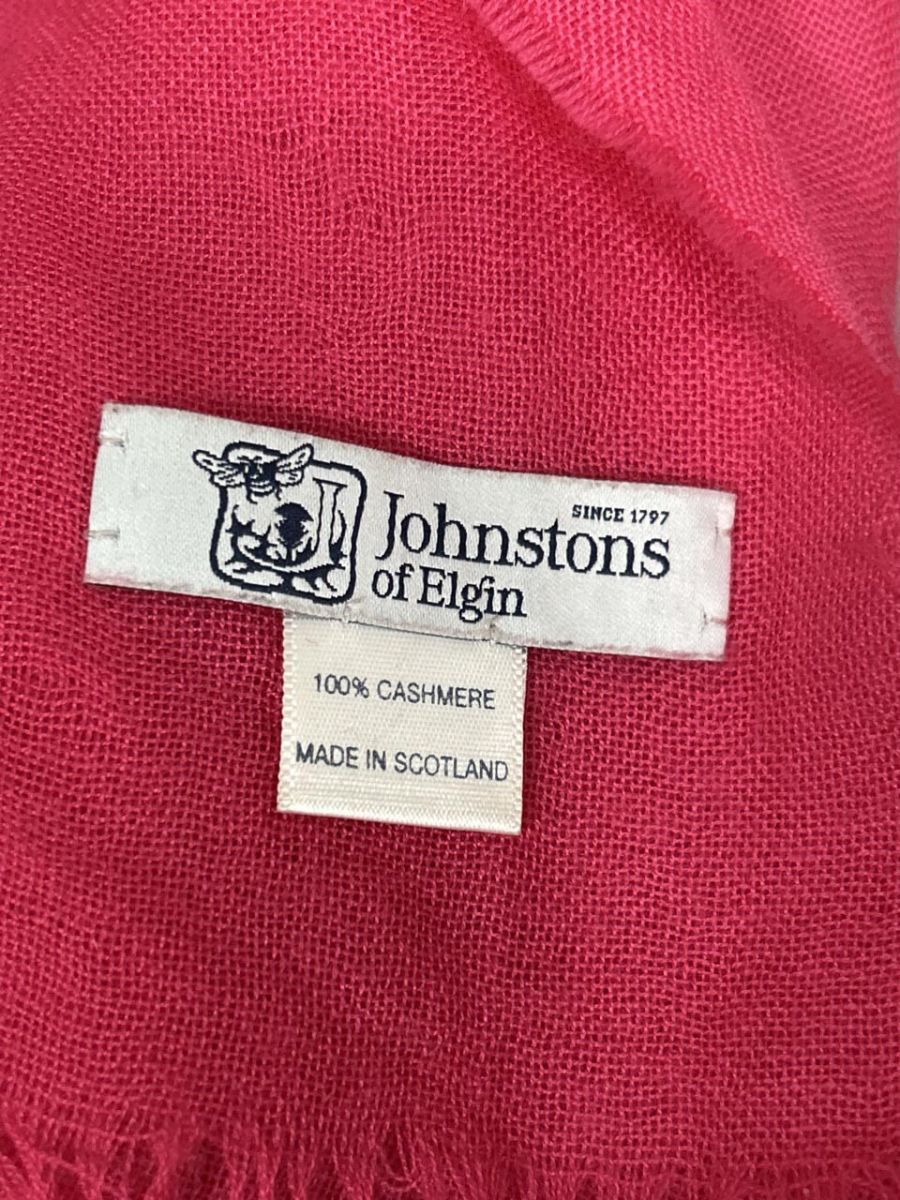 SINCE 1797
Johnstons
of Elgin
100% CASHMERE
MADE IN SCOTLAND